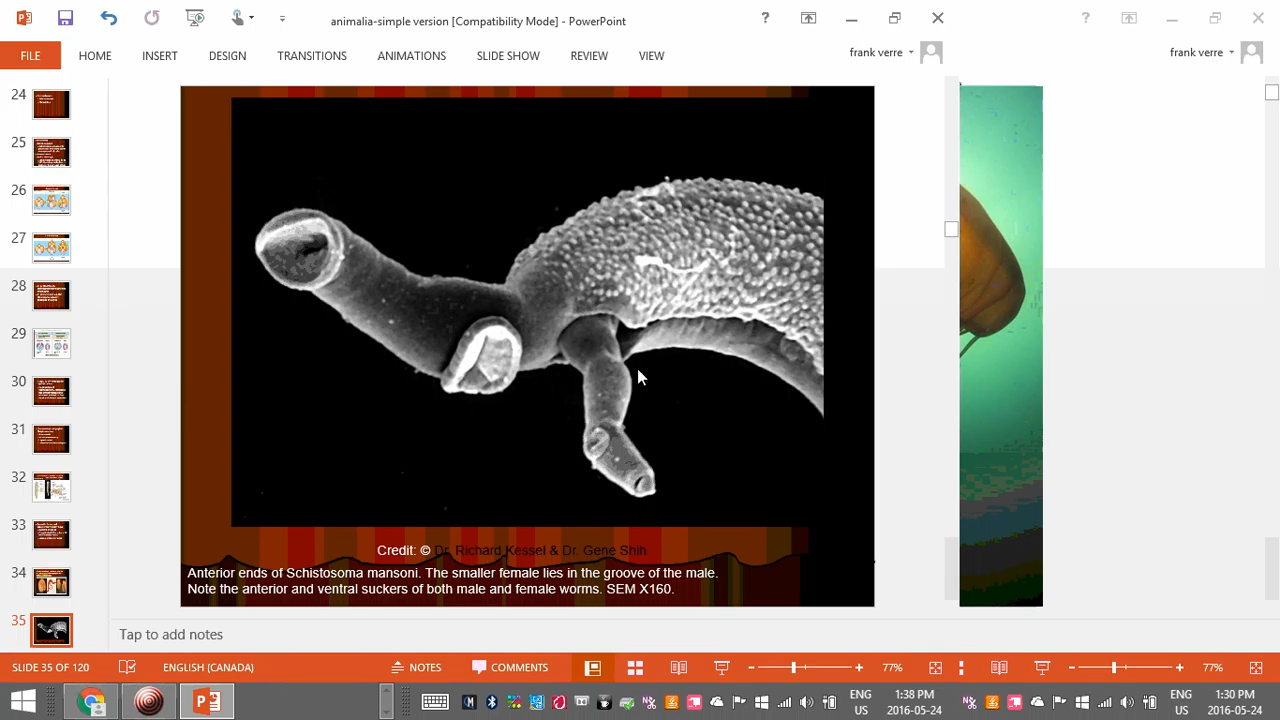 animalia-simple version [Compatibility Mode] - PowerPoint
? ?
FILE HOME INSERT DESIGN TRANSITIONS ANIMATIONS SLIDE SHOW REVIEW VIEW frank verre frank verre
24
25
26
27
28
29
30
31
32
33
34
35
Credit: © Dr. Richard Kessel & Dr. Gene Shih
Anterior ends of Schistosoma mansoni. The smaller female lies in the groove of the male.
Note the anterior and ventral suckers of both male and female worms. SEM X160.
Tap to add notes
SLIDE 35 OF 120 ENGLISH (CANADA) NOTES COMMENTS 77% 77%
ENG 1:38 PM ENG 1:30 PM
US 2016-05-24 US 2016-05-24